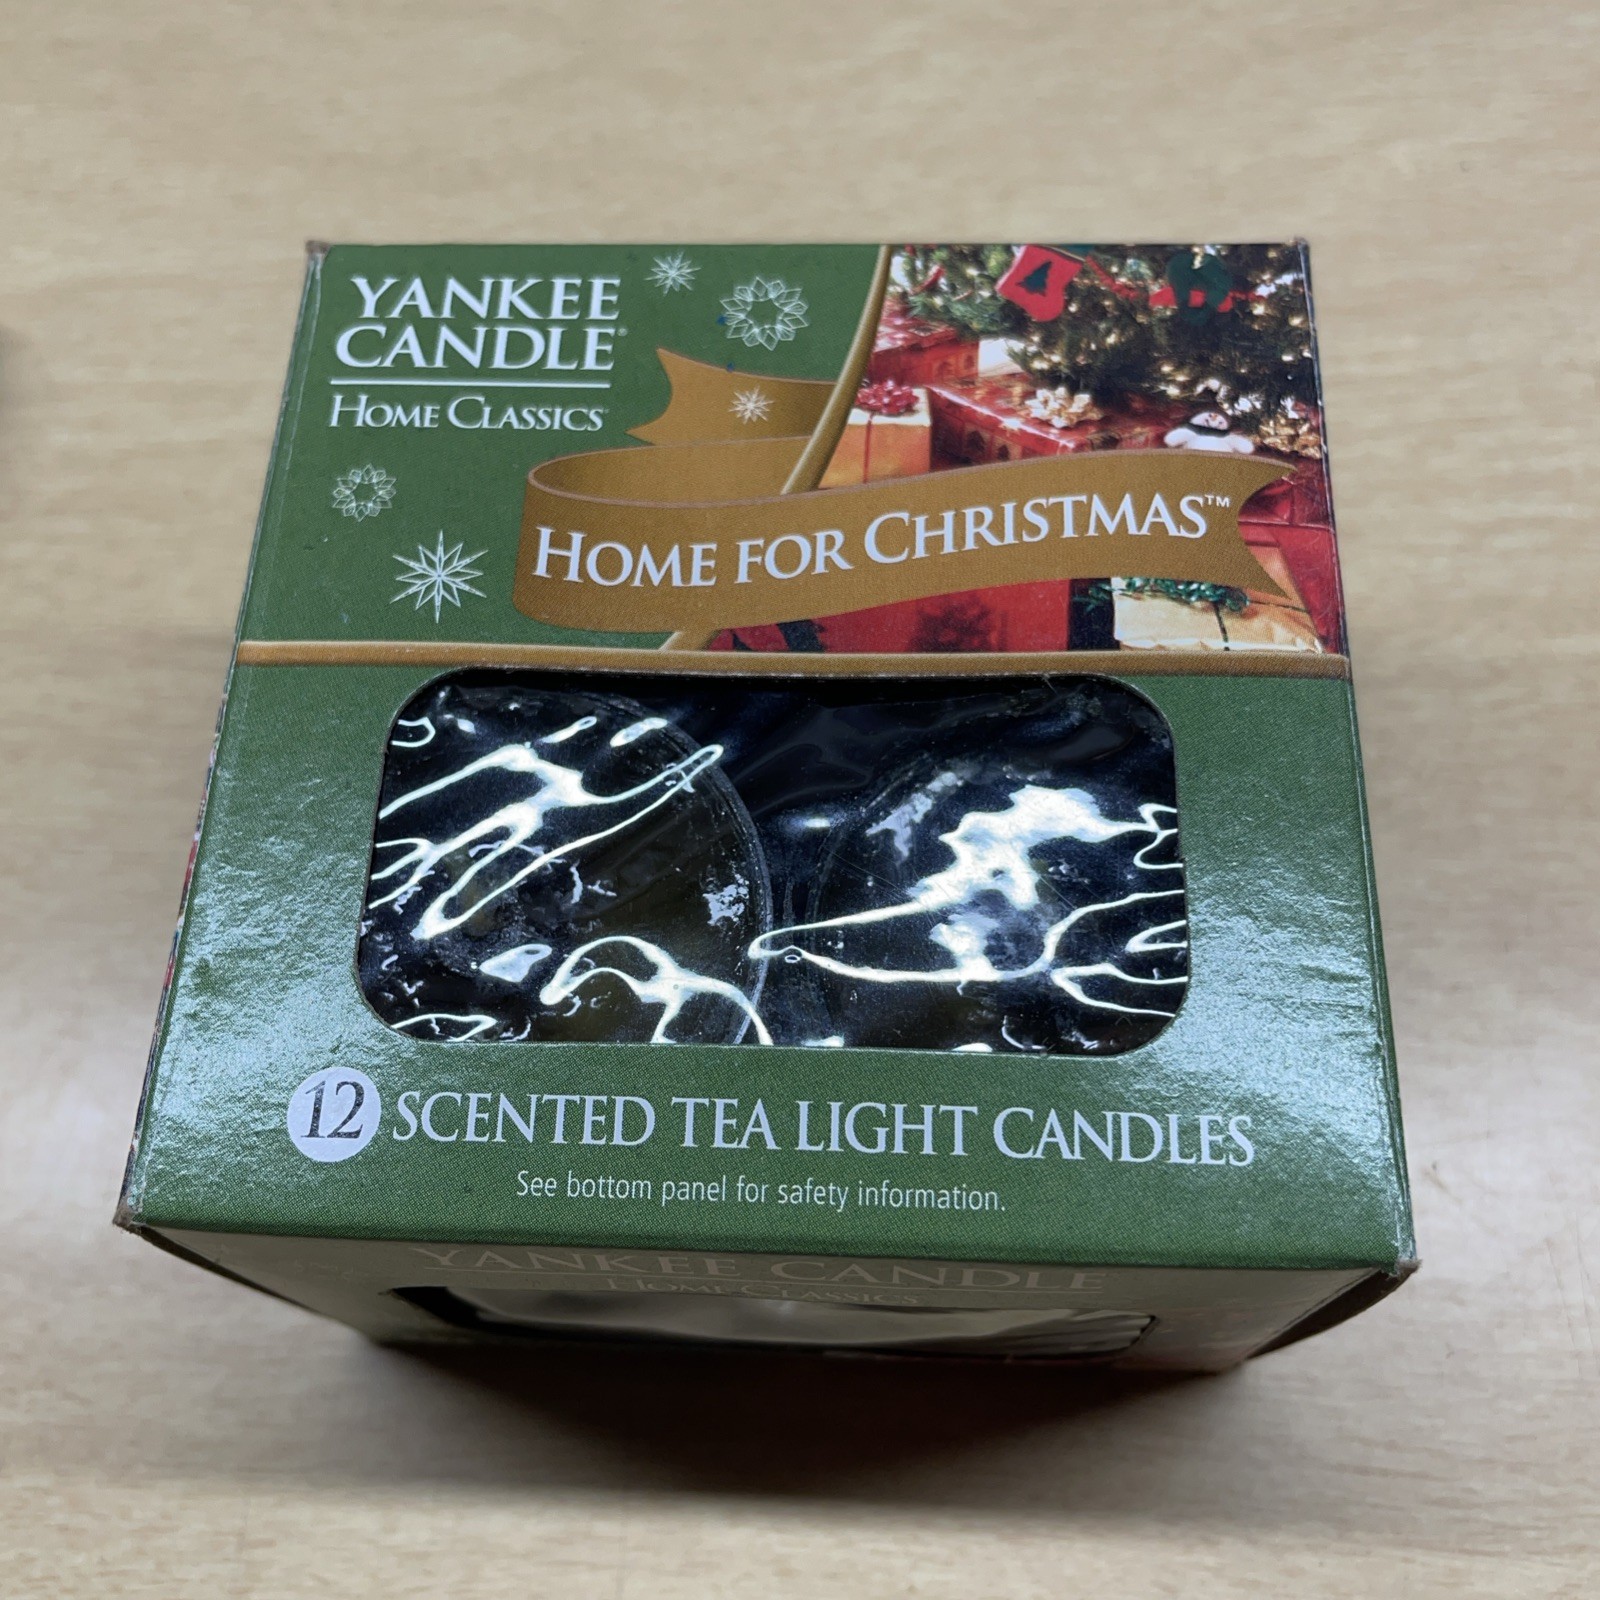 YANKEE
CANDLE®
HOME CLASSICS
HOME FOR CHRISTMAS™
12 SCENTED TEA LIGHT CANDLES
See bottom panel for safety information.
YANKEE CANDLE
HOME CLASSICS